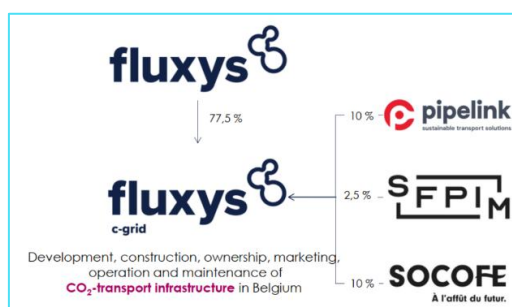 fluxys
77,5 %
fluxys
c-grid
Development, construction, ownership, marketing,
operation and maintenance of
CO₂-transport infrastructure in Belgium
10 %
pipelink
sustainable transport solutions
2,5 %
SFPIM
10 %
SOCOFE
À l'affût du futur.